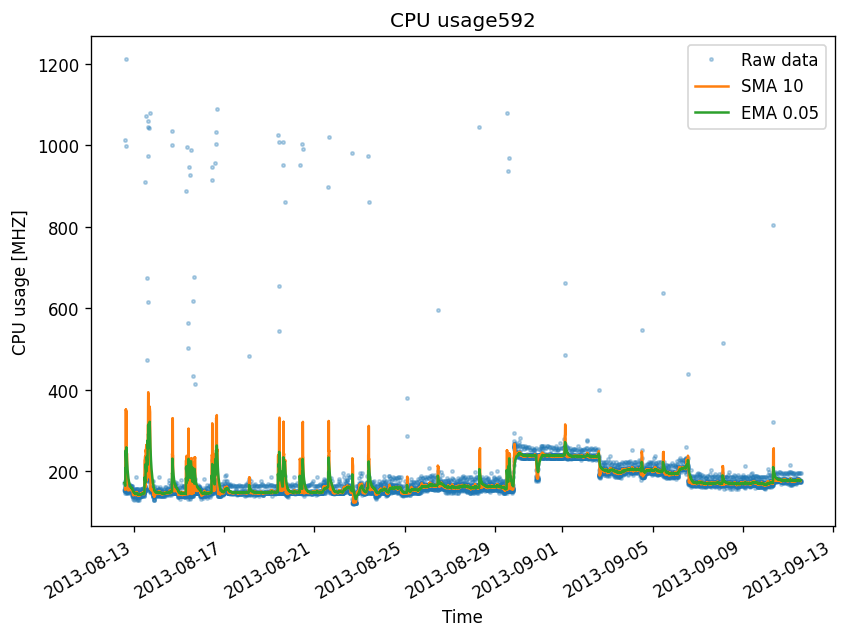 CPU usage592
Raw data
SMA 10
EMA 0.05
CPU usage [MHZ]
1200
1000
800
600
400
200
2013-08-13
2013-08-17
2013-08-21
2013-08-25
2013-08-29
2013-09-01
2013-09-05
2013-09-09
2013-09-13
Time